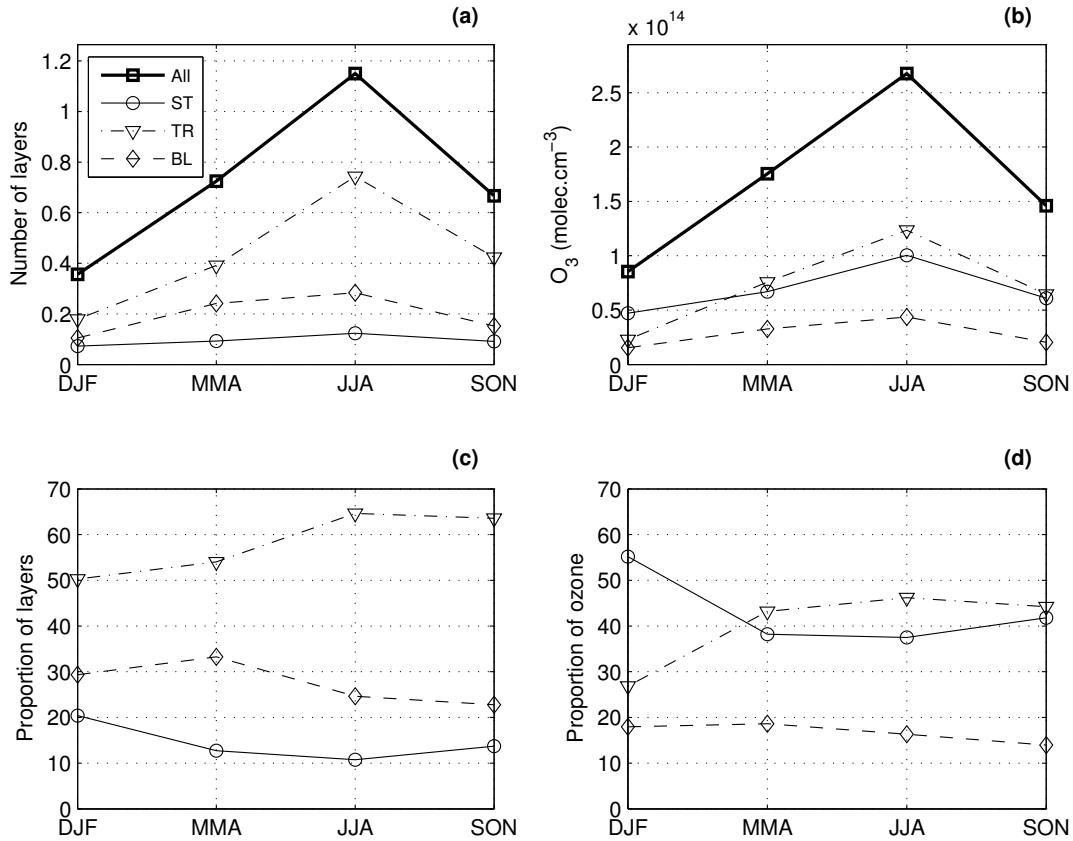 (a)
Number of layers
1.2
1
0.8
0.6
0.4
0.2
0
All
ST
TR
BL
DJF MMA JJA SON
(b)
x 10^14
O_3 (molec.cm^−3)
2.5
2
1.5
1
0.5
0
DJF MMA JJA SON
(c)
Proportion of layers
70
60
50
40
30
20
10
0
DJF MMA JJA SON
(d)
Proportion of ozone
70
60
50
40
30
20
10
0
DJF MMA JJA SON